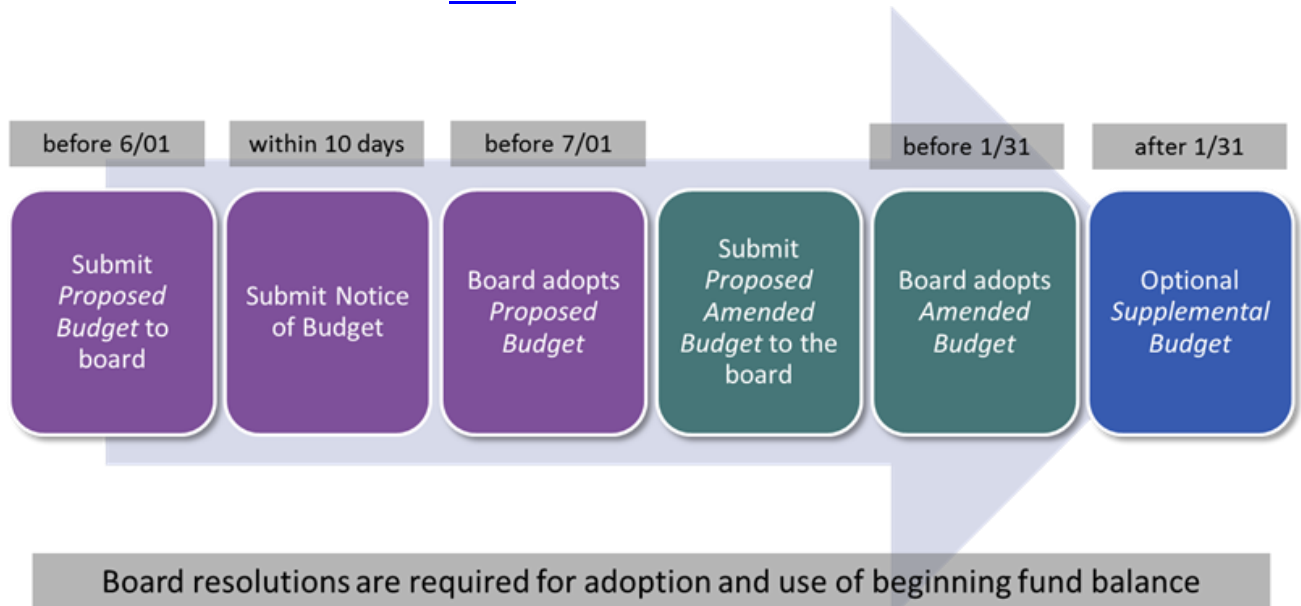 before 6/01
within 10 days
before 7/01
before 1/31
after 1/31
Submit
Proposed
Budget to
board
Submit Notice
of Budget
Board adopts
Proposed
Budget
Submit
Proposed
Amended
Budget to the
board
Board adopts
Amended
Budget
Optional
Supplemental
Budget
Board resolutions are required for adoption and use of beginning fund balance